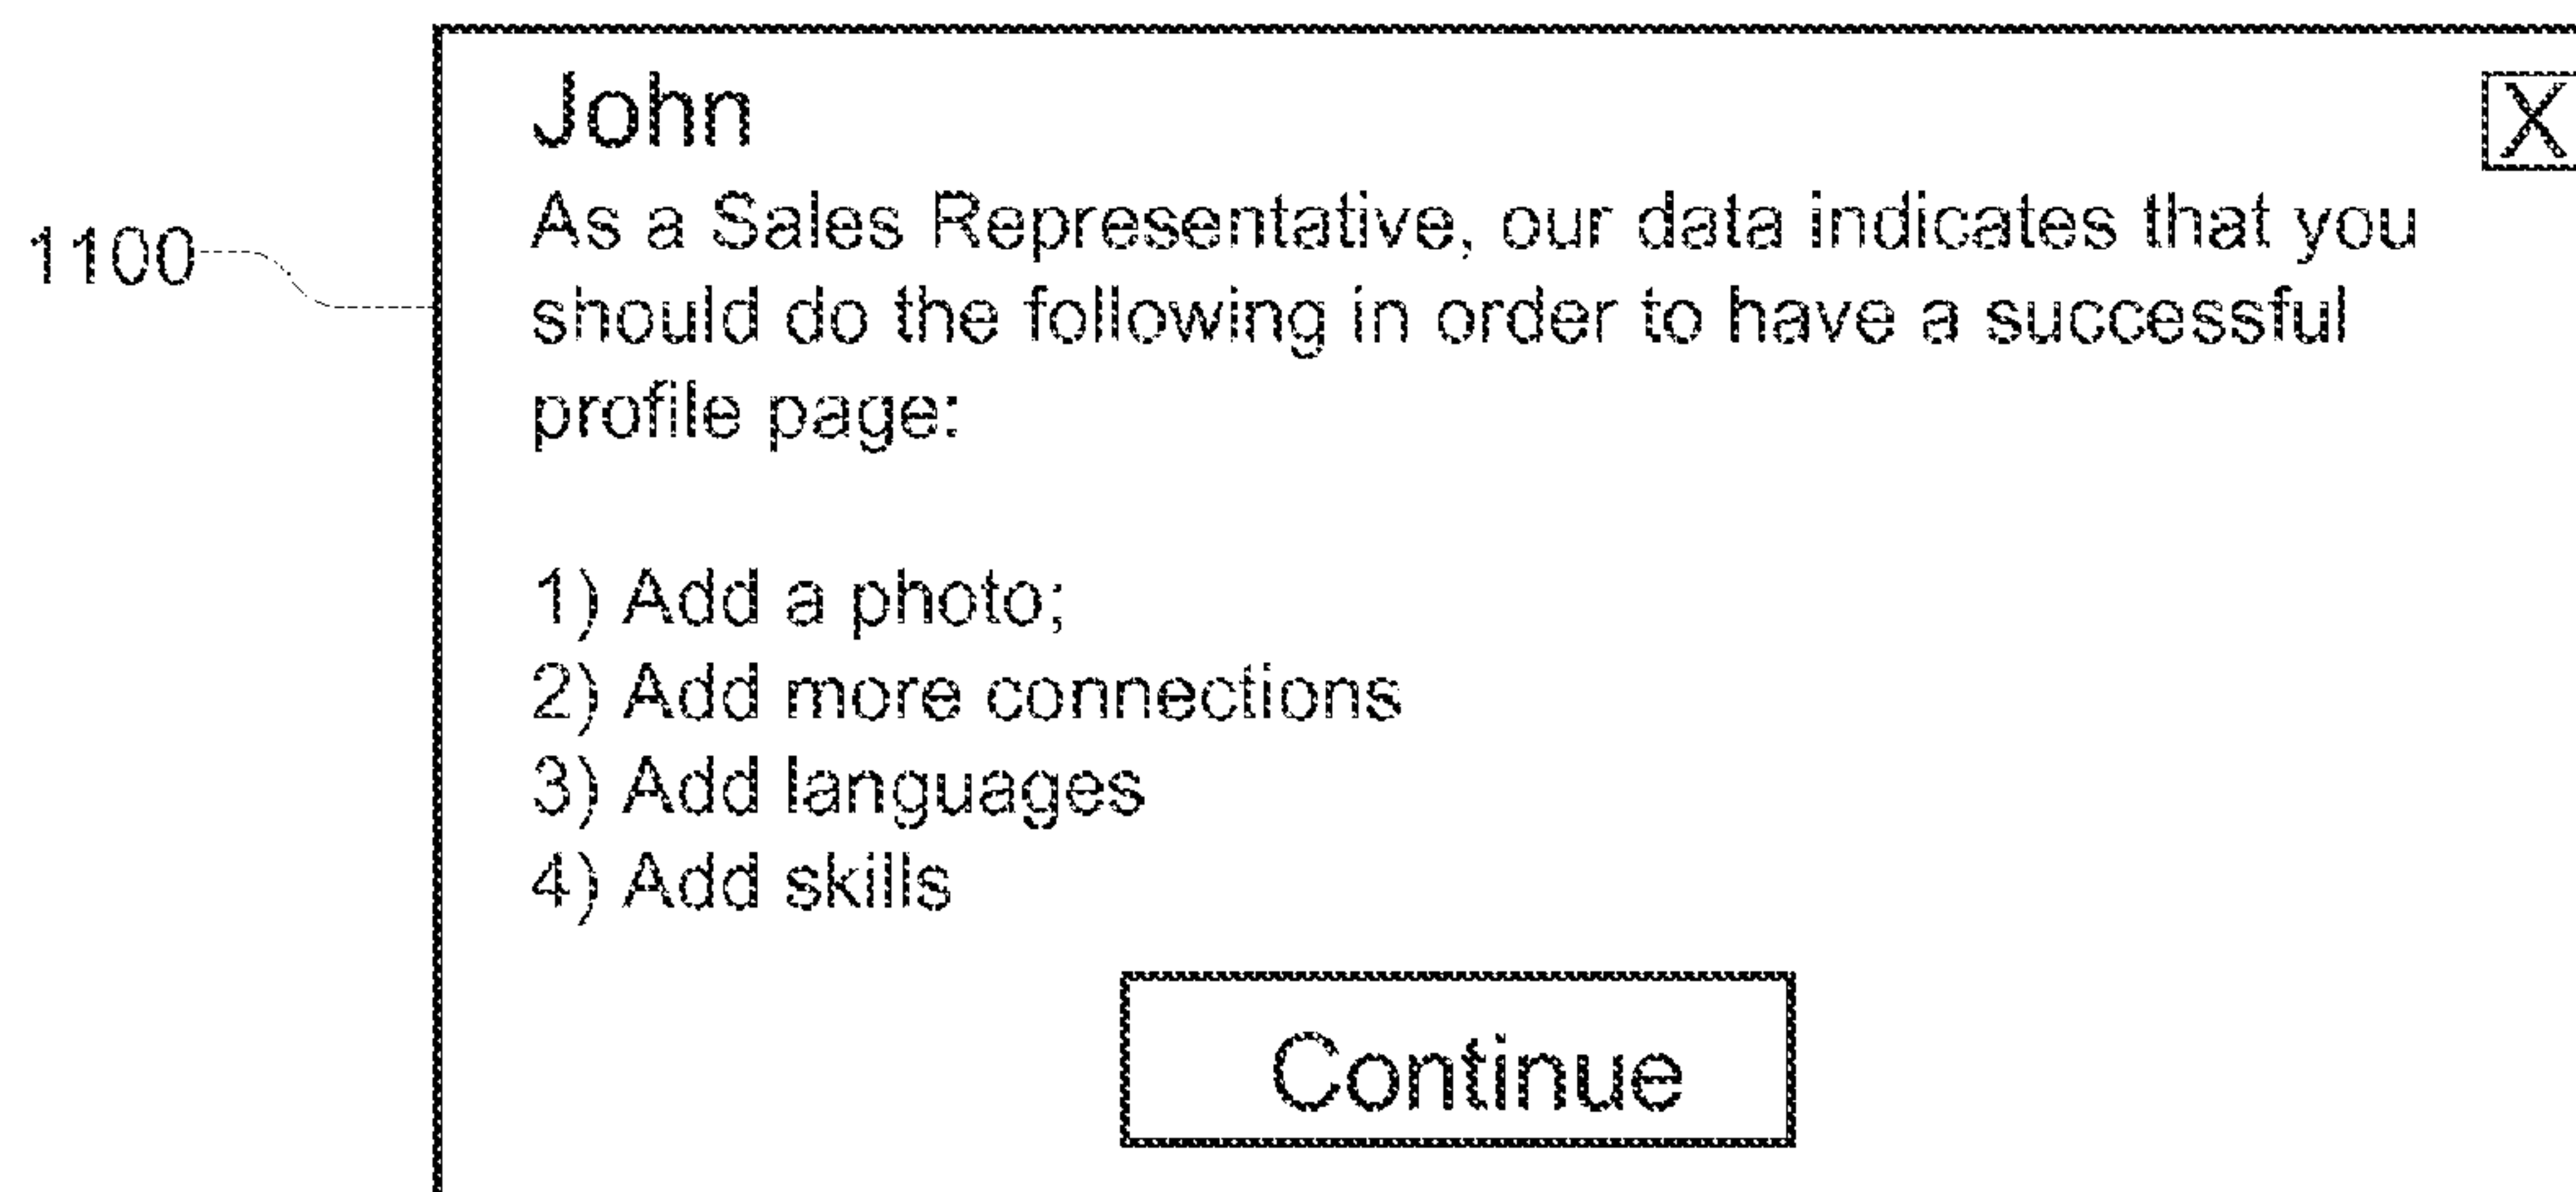 John
X
1100
As a Sales Representative, our data indicates that you
should do the following in order to have a successful
profile page:
1) Add a photo;
2) Add more connections
3) Add languages
4) Add skills
Continue